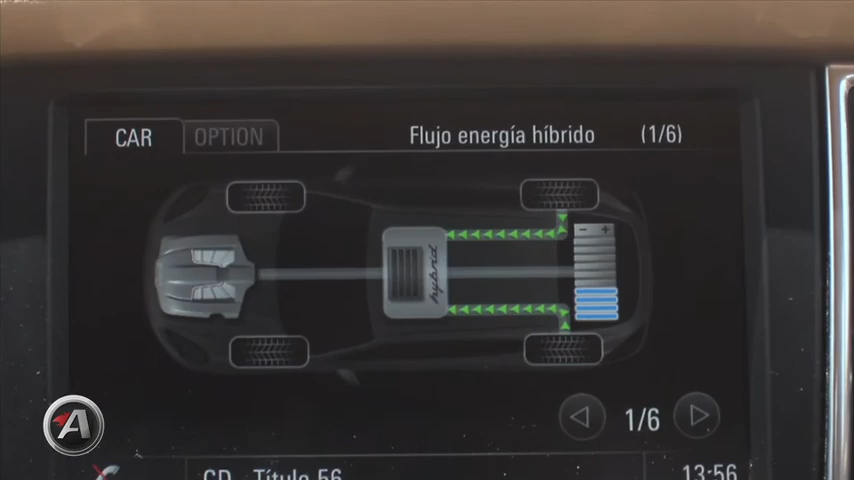 CAR
OPTION
Flujo energía híbrido (1/6)
- +
hybrid
1/6
A
CD Título 56
13:56